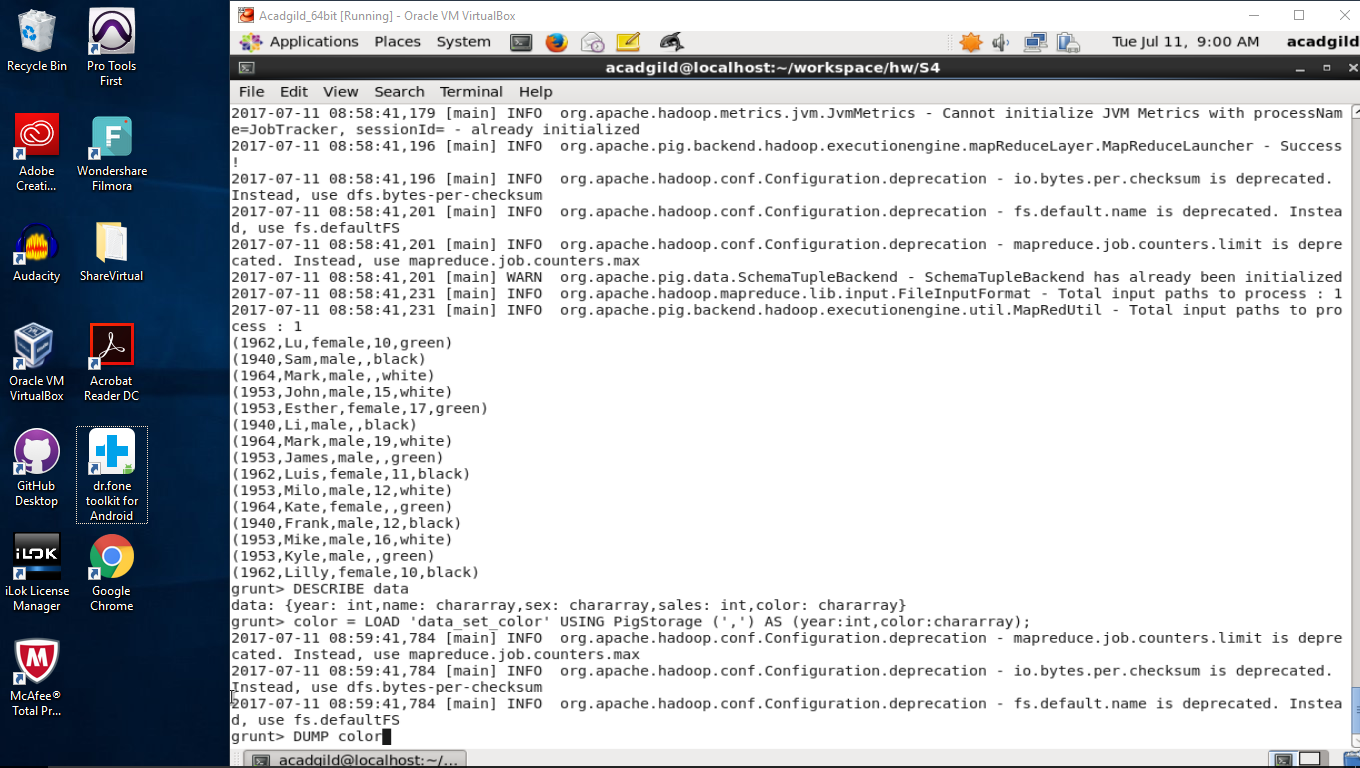 Acadgild_64bit [Running] - Oracle VM VirtualBox
Applications Places System
Tue Jul 11, 9:00 AM acadgild
acadgild@localhost:~/workspace/hw/S4
File Edit View Search Terminal Help
2017-07-11 08:58:41,179 [main] INFO  org.apache.hadoop.metrics.jvm.JvmMetrics - Cannot initialize JVM Metrics with processNam
e=JobTracker, sessionId= - already initialized
2017-07-11 08:58:41,196 [main] INFO  org.apache.pig.backend.hadoop.executionengine.mapReduceLayer.MapReduceLauncher - Success
!
2017-07-11 08:58:41,196 [main] INFO  org.apache.hadoop.conf.Configuration.deprecation - io.bytes.per.checksum is deprecated.
Instead, use dfs.bytes-per-checksum
2017-07-11 08:58:41,201 [main] INFO  org.apache.hadoop.conf.Configuration.deprecation - fs.default.name is deprecated. Instea
d, use fs.defaultFS
2017-07-11 08:58:41,201 [main] INFO  org.apache.hadoop.conf.Configuration.deprecation - mapreduce.job.counters.limit is depre
cated. Instead, use mapreduce.job.counters.max
2017-07-11 08:58:41,201 [main] WARN  org.apache.pig.data.SchemaTupleBackend - SchemaTupleBackend has already been initialized
2017-07-11 08:58:41,231 [main] INFO  org.apache.hadoop.mapreduce.lib.input.FileInputFormat - Total input paths to process : 1
2017-07-11 08:58:41,231 [main] INFO  org.apache.pig.backend.hadoop.executionengine.util.MapRedUtil - Total input paths to pro
cess : 1
(1962,Lu,female,10,green)
(1940,Sam,male,,black)
(1964,Mark,male,,white)
(1953,John,male,15,white)
(1953,Esther,female,17,green)
(1940,Li,male,,black)
(1964,Mark,male,19,white)
(1953,James,male,,green)
(1962,Luis,female,11,black)
(1953,Milo,male,12,white)
(1964,Kate,female,,green)
(1940,Frank,male,12,black)
(1953,Mike,male,16,white)
(1953,Kyle,male,,green)
(1962,Lilly,female,10,black)
grunt> DESCRIBE data
data: {year: int,name: chararray,sex: chararray,sales: int,color: chararray}
grunt> color = LOAD 'data_set_color' USING PigStorage (',') AS (year:int,color:chararray);
2017-07-11 08:59:41,784 [main] INFO  org.apache.hadoop.conf.Configuration.deprecation - mapreduce.job.counters.limit is depre
cated. Instead, use mapreduce.job.counters.max
2017-07-11 08:59:41,784 [main] INFO  org.apache.hadoop.conf.Configuration.deprecation - io.bytes.per.checksum is deprecated.
Instead, use dfs.bytes-per-checksum
2017-07-11 08:59:41,784 [main] INFO  org.apache.hadoop.conf.Configuration.deprecation - fs.default.name is deprecated. Instea
d, use fs.defaultFS
grunt> DUMP color
acadgild@localhost:~/...
Recycle Bin
Pro Tools
First
Adobe
Creati...
Wondershare
Filmora
Audacity
ShareVirtual
Oracle VM
VirtualBox
Acrobat
Reader DC
GitHub
Desktop
dr.fone
toolkit for
Android
iLOK
iLok License
Manager
Google
Chrome
McAfee®
Total Pr...